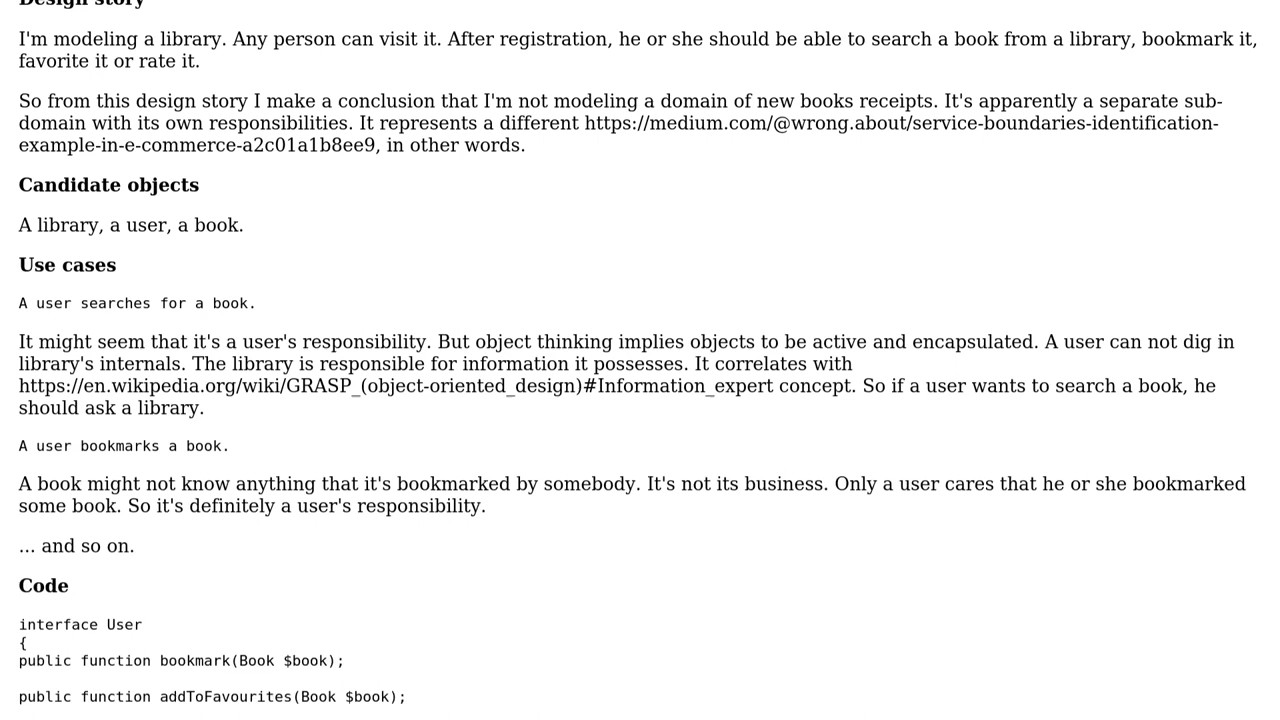 Design story
I'm modeling a library. Any person can visit it. After registration, he or she should be able to search a book from a library, bookmark it,
favorite it or rate it.
So from this design story I make a conclusion that I'm not modeling a domain of new books receipts. It's apparently a separate sub-
domain with its own responsibilities. It represents a different https://medium.com/@wrong.about/service-boundaries-identification-
example-in-e-commerce-a2c01a1b8ee9, in other words.
Candidate objects
A library, a user, a book.
Use cases
A user searches for a book.
It might seem that it's a user's responsibility. But object thinking implies objects to be active and encapsulated. A user can not dig in
library's internals. The library is responsible for information it possesses. It correlates with
https://en.wikipedia.org/wiki/GRASP_(object-oriented_design)#Information_expert concept. So if a user wants to search a book, he
should ask a library.
A user bookmarks a book.
A book might not know anything that it's bookmarked by somebody. It's not its business. Only a user cares that he or she bookmarked
some book. So it's definitely a user's responsibility.
... and so on.
Code
interface User
{
public function bookmark(Book $book);
public function addToFavourites(Book $book);